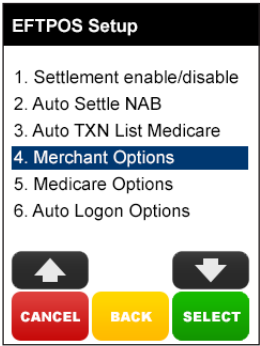 EFTPOS Setup
1. Settlement enable/disable
2. Auto Settle NAB
3. Auto TXN List Medicare
4. Merchant Options
5. Medicare Options
6. Auto Logon Options
CANCEL BACK SELECT